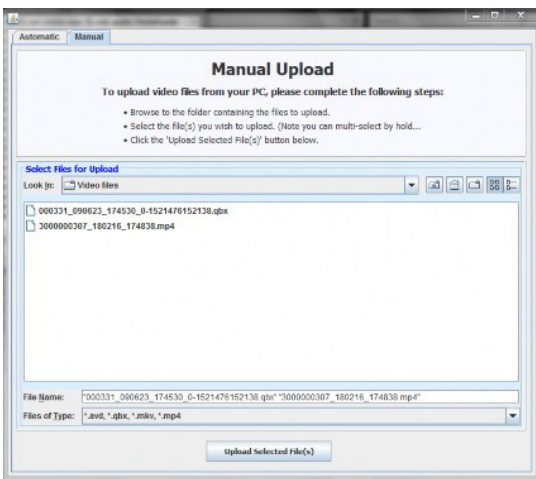 Automatic Manual
Manual Upload
To upload video files from your PC, please complete the following steps:
• Browse to the folder containing the files to upload.
• Select the file(s) you wish to upload. (Note you can multi-select by hold...
• Click the 'Upload Selected File(s)' button below.
Select Files for Upload
Look In: Video files
000331_090623_174530_0-1521476152138.qbx
3000000307_180216_174838.mp4
File Name: "000331_090623_174530_0-1521476152138.qbx" "3000000307_180216_174838.mp4"
Files of Type: *.avd, *.qbx, *.mkv, *.mp4
Upload Selected File(s)